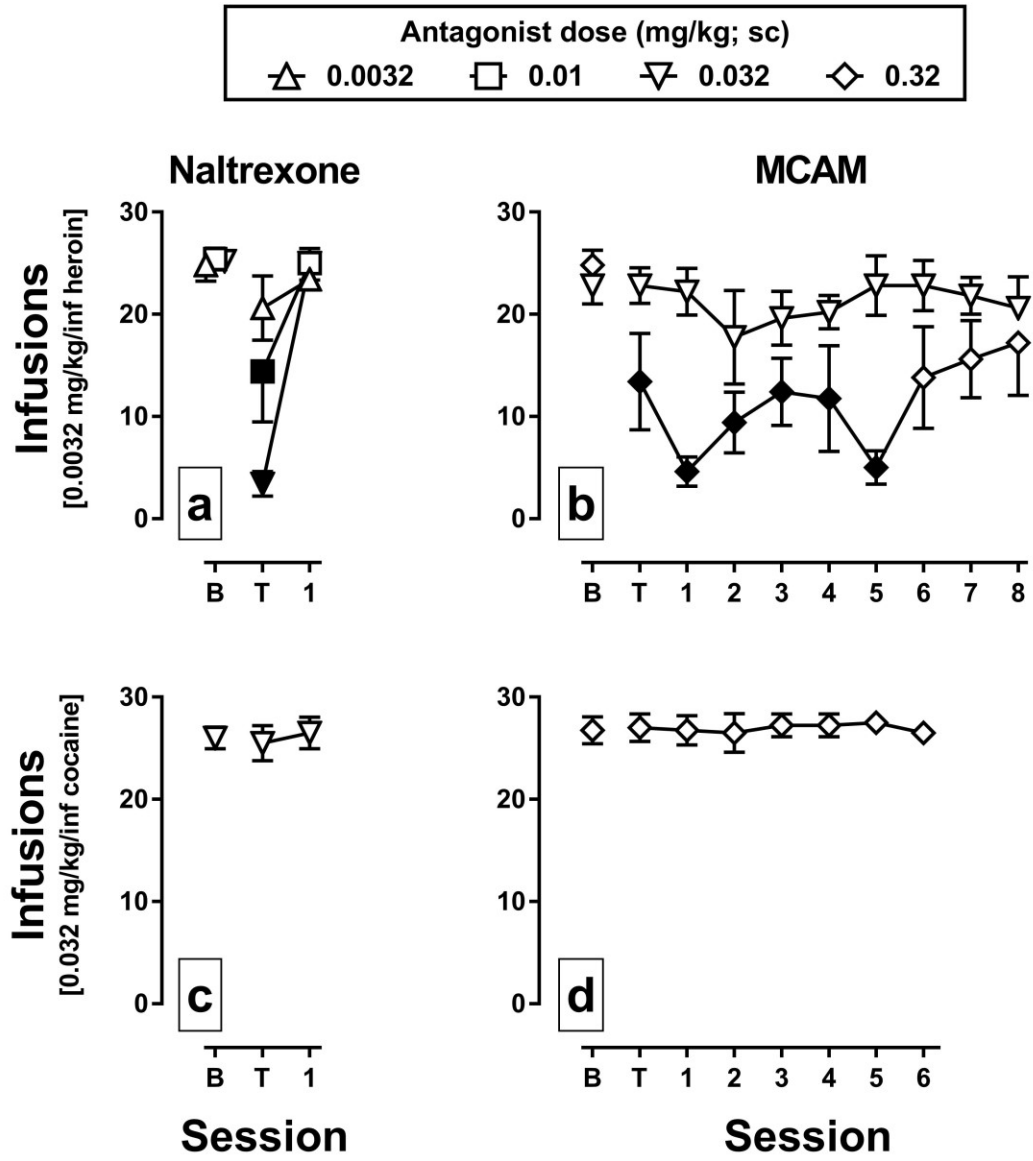 Antagonist dose (mg/kg; sc)
0.0032 0.01 0.032 0.32
Naltrexone
MCAM
Infusions
[0.0032 mg/kg/inf heroin]
30
20
10
0
a
B T 1
30
20
10
0
b
B T 1 2 3 4 5 6 7 8
Infusions
[0.032 mg/kg/inf cocaine]
30
20
10
0
c
B T 1
Session
30
20
10
0
d
B T 1 2 3 4 5 6
Session